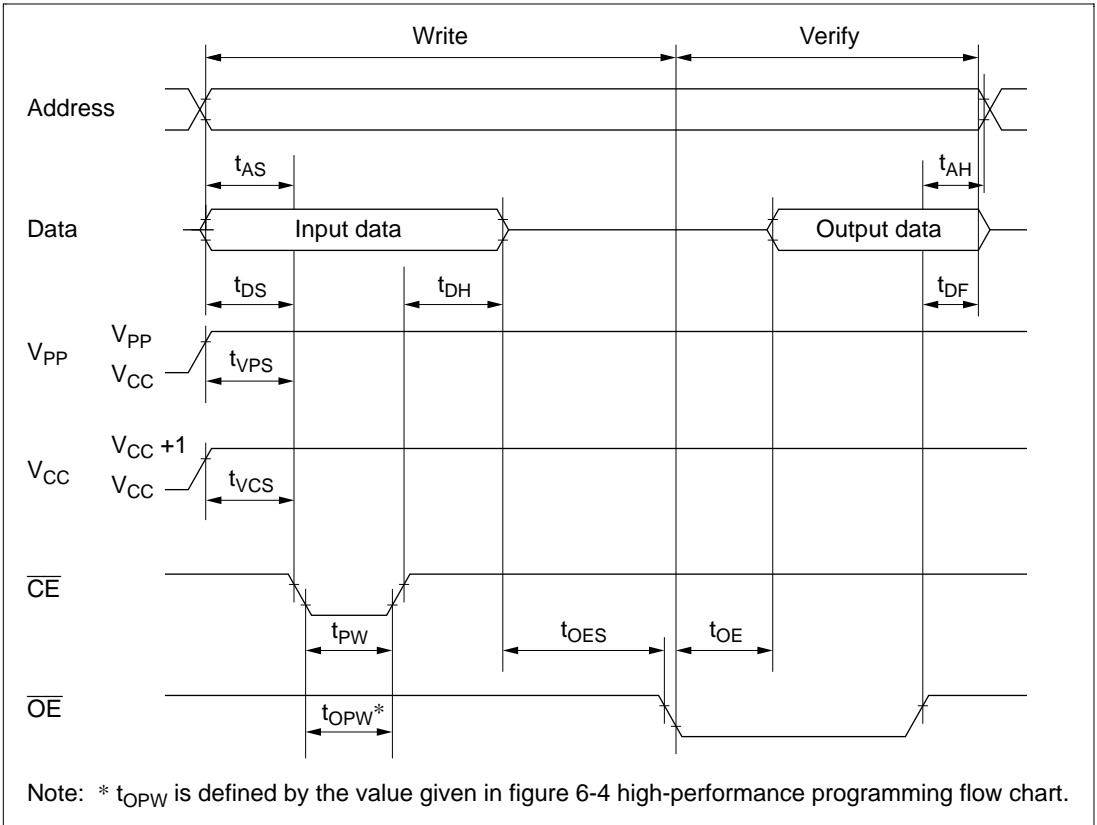 Write Verify
Address
tAS tAH
Data Input data Output data
tDS tDH tDF
VPP VPP
VCC
tVPS
VCC VCC +1
VCC
tVCS
CE
tPW tOES tOE
OE
tOPW*
Note: * tOPW is defined by the value given in figure 6-4 high-performance programming flow chart.